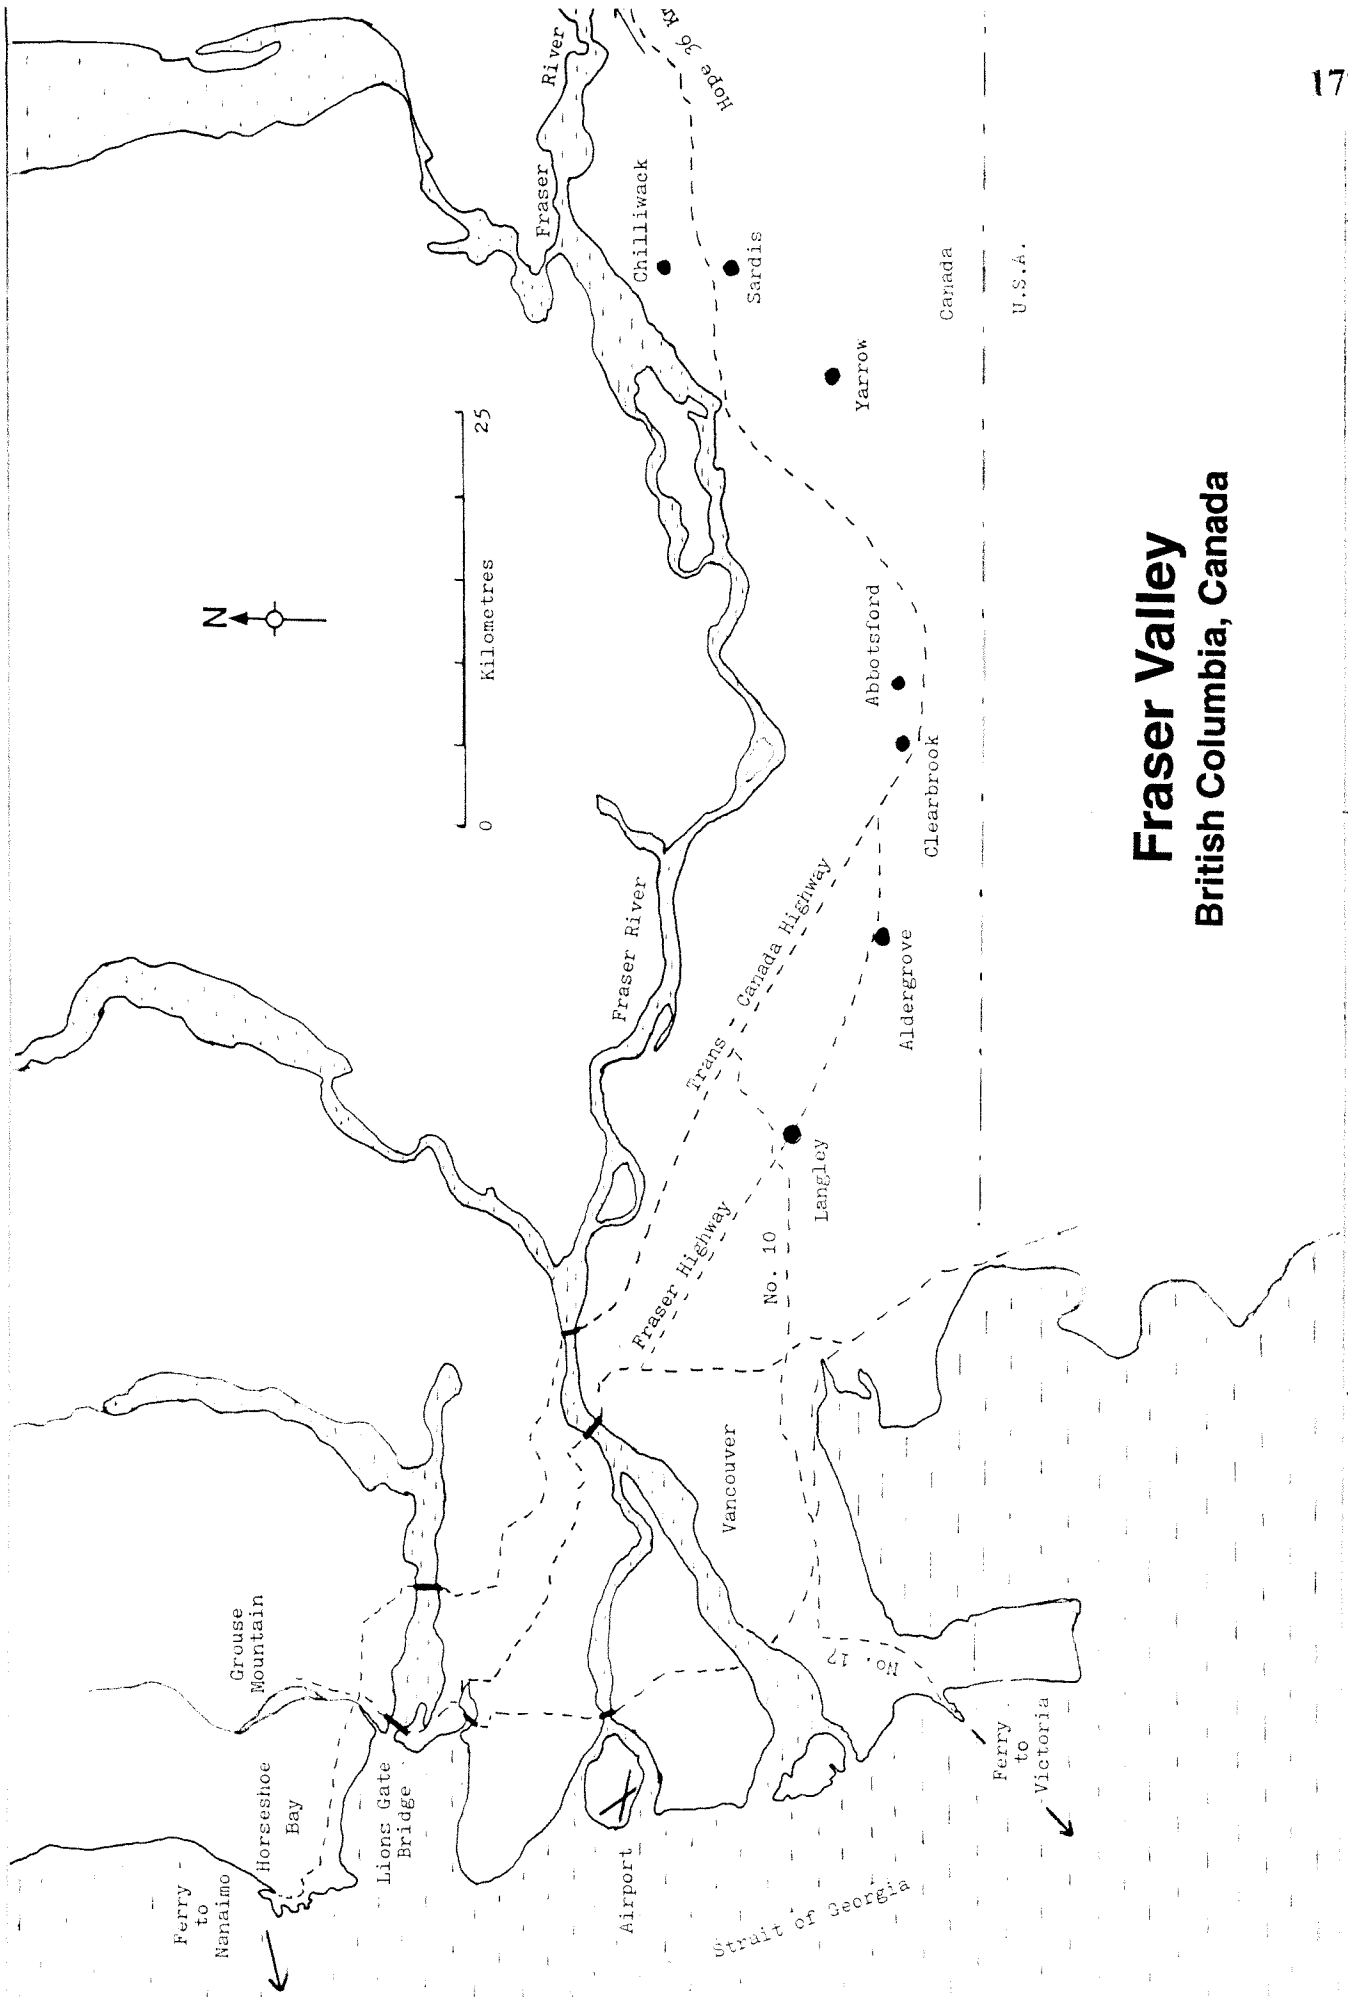 17
Fraser
River
Hope 36
Chilliwack
Sardis
Yarrow
Canada
U.S.A.
N
0
25
Kilometres
Abbotsford
Clearbrook
Aldergrove
Langley
Fraser River
Trans - Canada Highway
Fraser Highway
No. 10
Vancouver
No. 17
Grouse
Mountain
Horseshoe
Bay
Lions Gate
Bridge
Ferry
to
Nanaimo
Airport
Strait of Georgia
Ferry
to
Victoria
Fraser Valley
British Columbia, Canada